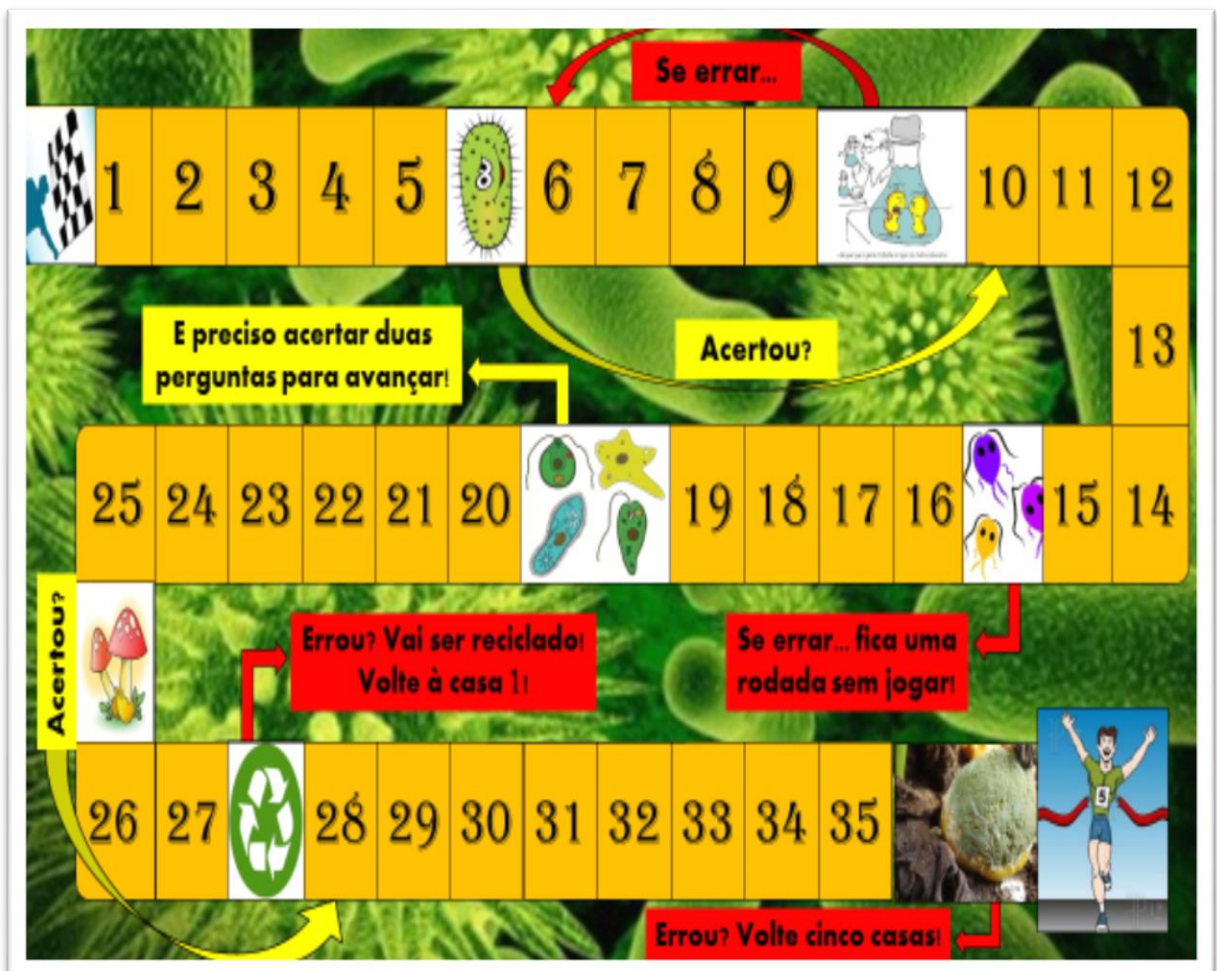 Se errar...
1 2 3 4 5 6 7 8 9 10 11 12
E preciso acertar duas
perguntas para avançar!
Acertou?
13
25 24 23 22 21 20 19 18 17 16 15 14
Acertou?
Errou? Vai ser reciclado!
Volte à casa 1!
Se errar... fica uma
rodada sem jogar!
5
26 27 28 29 30 31 32 33 34 35
Errou? Volte cinco casas!